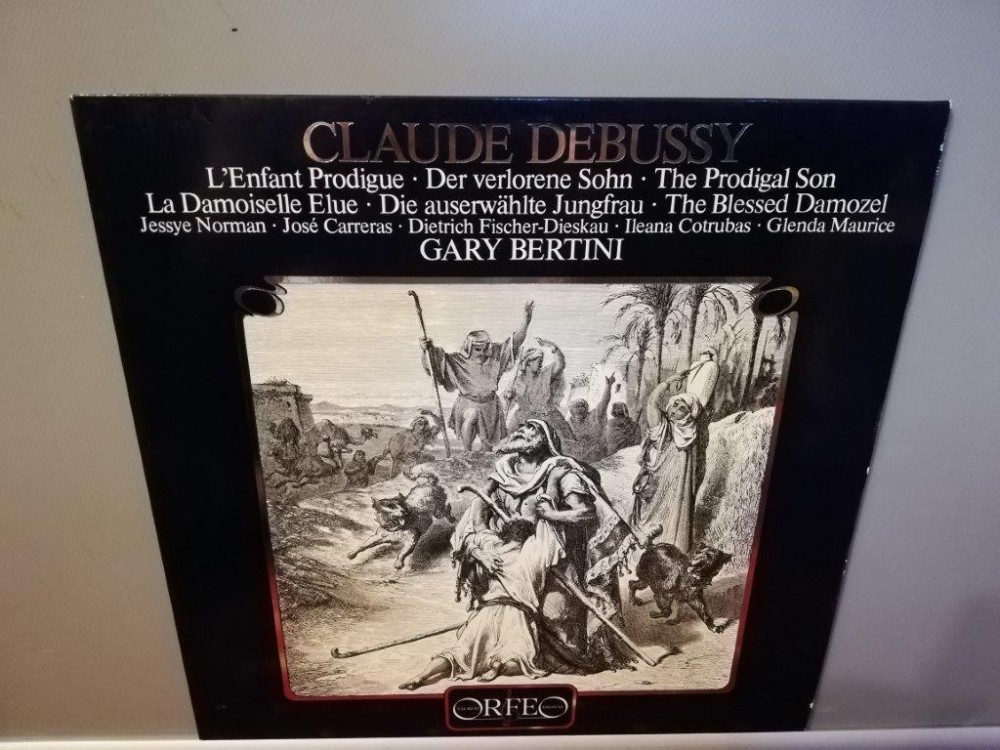 CLAUDE DEBUSSY
L'Enfant Prodigue · Der verlorene Sohn · The Prodigal Son
La Damoiselle Elue · Die auserwählte Jungfrau · The Blessed Damozel
Jessye Norman · José Carreras · Dietrich Fischer-Dieskau · Ileana Cotrubas · Glenda Maurice
GARY BERTINI
ORFEO